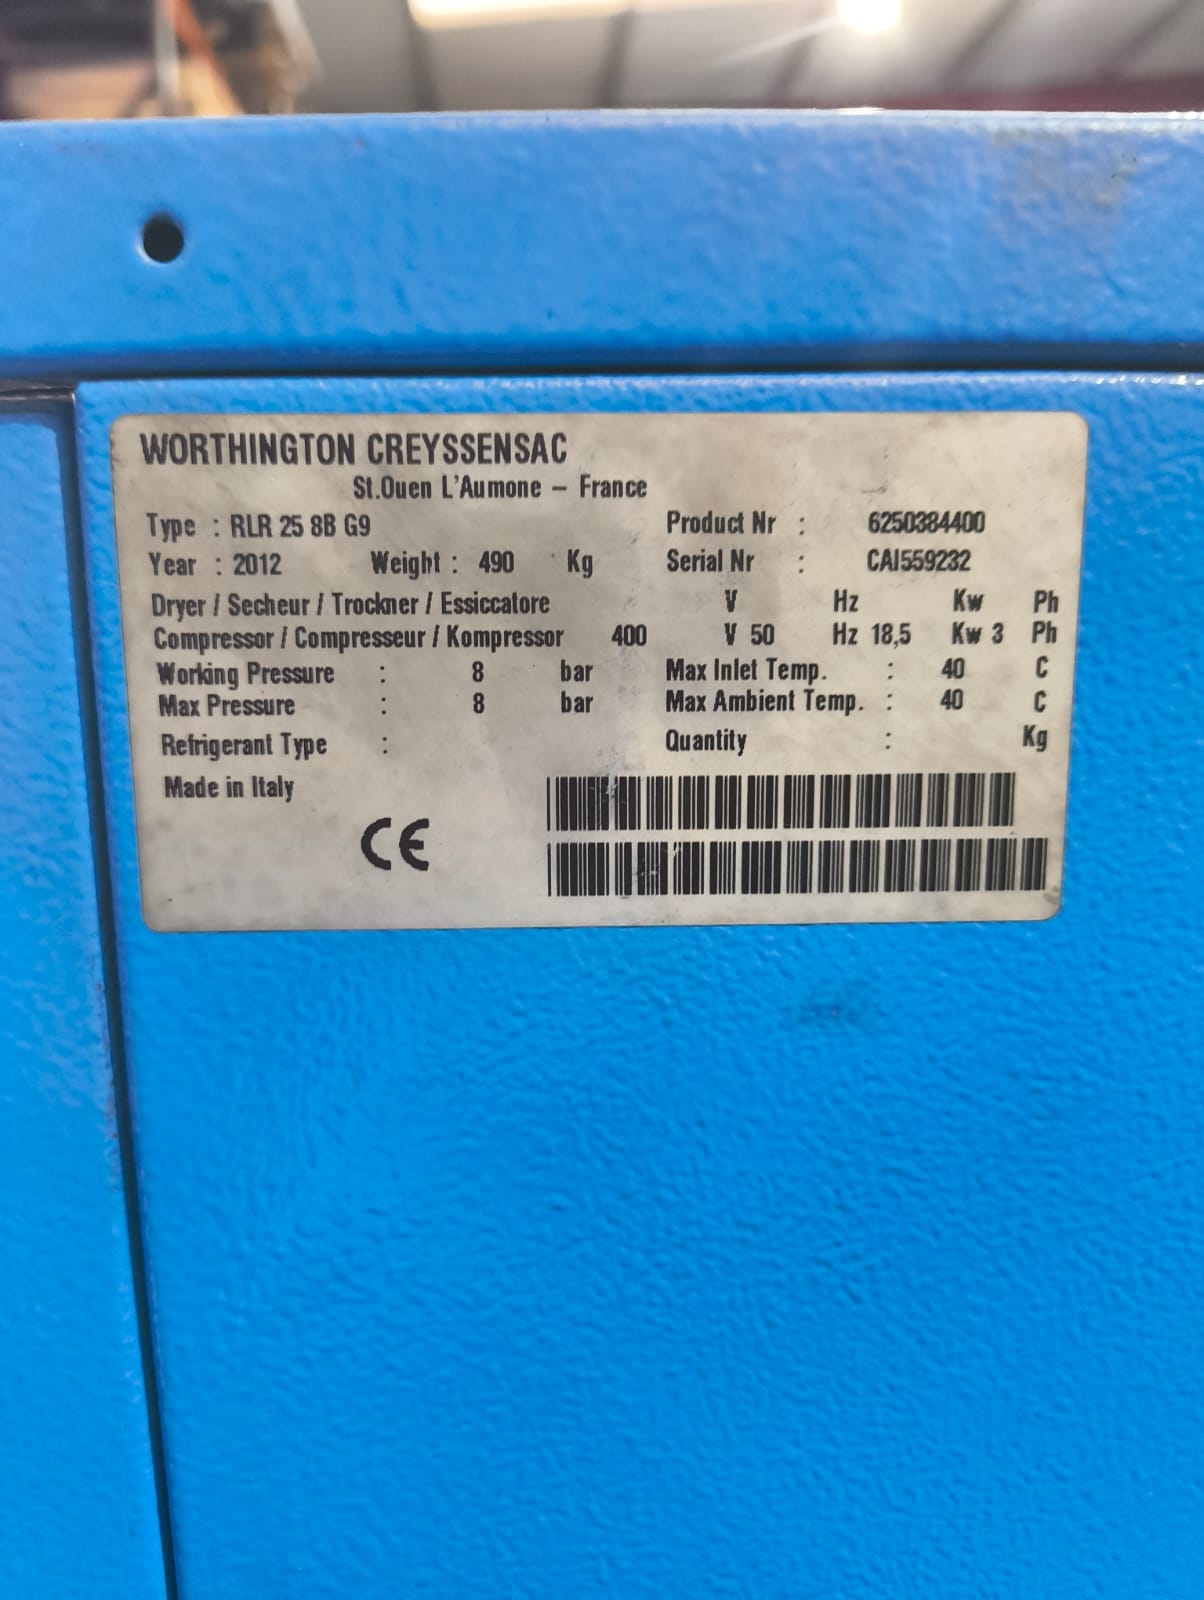 WORTHINGTON CREYSSENSAC
St.Ouen L'Aumone – France
Type : RLR 25 8B G9 Product Nr : 6250384400
Year : 2012 Weight : 490 Kg Serial Nr : CAI559232
Dryer / Secheur / Trockner / Essiccatore V Hz Kw Ph
Compressor / Compresseur / Kompressor 400 V 50 Hz 18,5 Kw 3 Ph
Working Pressure : 8 bar Max Inlet Temp. : 40 C
Max Pressure : 8 bar Max Ambient Temp. : 40 C
Refrigerant Type : Quantity : Kg
Made in Italy
CE